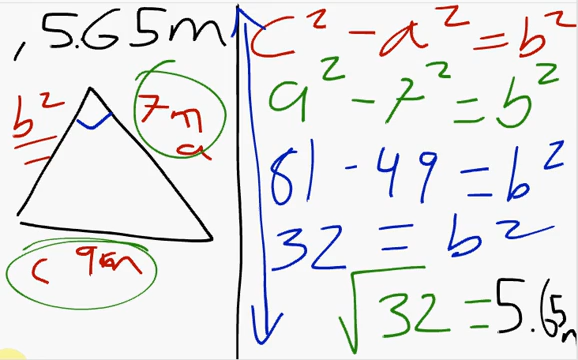 , 5.65m
b²
7m
a
c 9m
c² - a² = b²
9² - 7² = b²
81 - 49 = b²
32 = b²
√32 = 5.65m